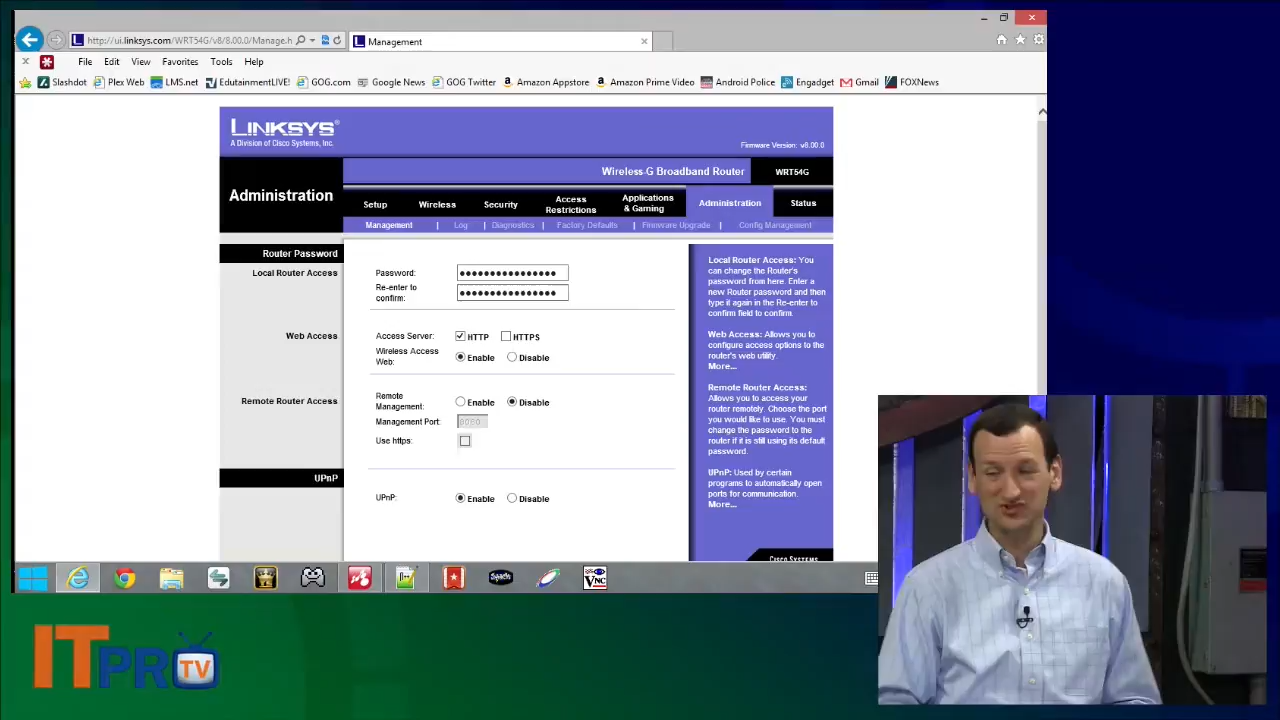 http://ui.linksys.com/WRT54G/v8/8.00.0/Manage.h
Management
File Edit View Favorites Tools Help
Slashdot Plex Web LMS.net EdutainmentLIVE! GOG.com Google News GOG Twitter Amazon Appstore Amazon Prime Video Android Police Engadget Gmail FOXNews
LINKSYS®
A Division of Cisco Systems, Inc.
Firmware Version: v8.00.0
Wireless-G Broadband Router WRT54G
Administration
Setup Wireless Security Access Restrictions Applications & Gaming Administration Status
Management | Log | Diagnostics | Factory Defaults | Firmware Upgrade | Config Management
Router Password
Local Router Access
Password:
Re-enter to
confirm:
Web Access
Access Server: HTTP HTTPS
Wireless Access
Web:
Enable Disable
Remote Router Access
Remote
Management:
Enable Disable
Management Port: 8080
Use https:
UPnP
UPnP: Enable Disable
Local Router Access: You
can change the Router's
password from here. Enter a
new Router password and then
type it again in the Re-enter to
confirm field to confirm.
Web Access: Allows you to
configure access options to the
router's web utility.
More...
Remote Router Access:
Allows you to access your
router remotely. Choose the port
you would like to use. You must
change the password to the
router if it is still using its default
password.
UPnP: Used by certain
programs to automatically open
ports for communication.
More...
CISCO SYSTEMS
VNC
ITPRO
TV